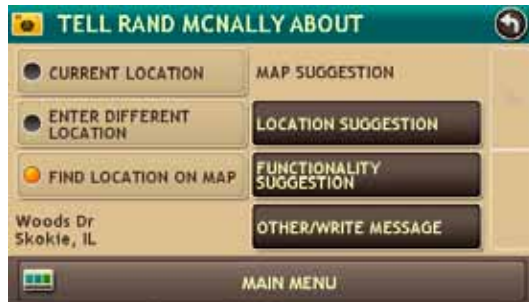 TELL RAND MCNALLY ABOUT
CURRENT LOCATION
MAP SUGGESTION
ENTER DIFFERENT
LOCATION
LOCATION SUGGESTION
FIND LOCATION ON MAP
FUNCTIONALITY
SUGGESTION
Woods Dr
Skokie, IL
OTHER/WRITE MESSAGE
MAIN MENU